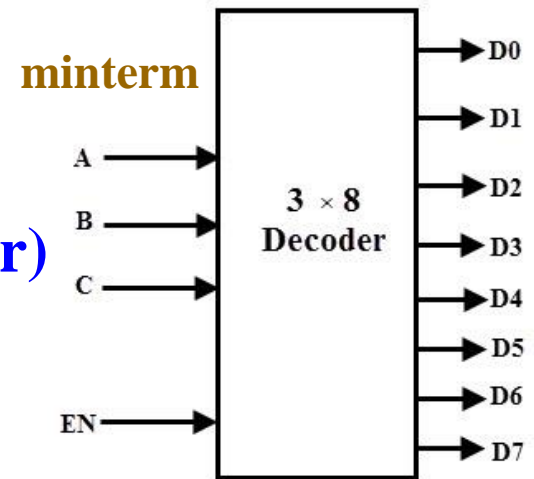 minterm
r)
A
B
C
EN
3 × 8
Decoder
D0
D1
D2
D3
D4
D5
D6
D7